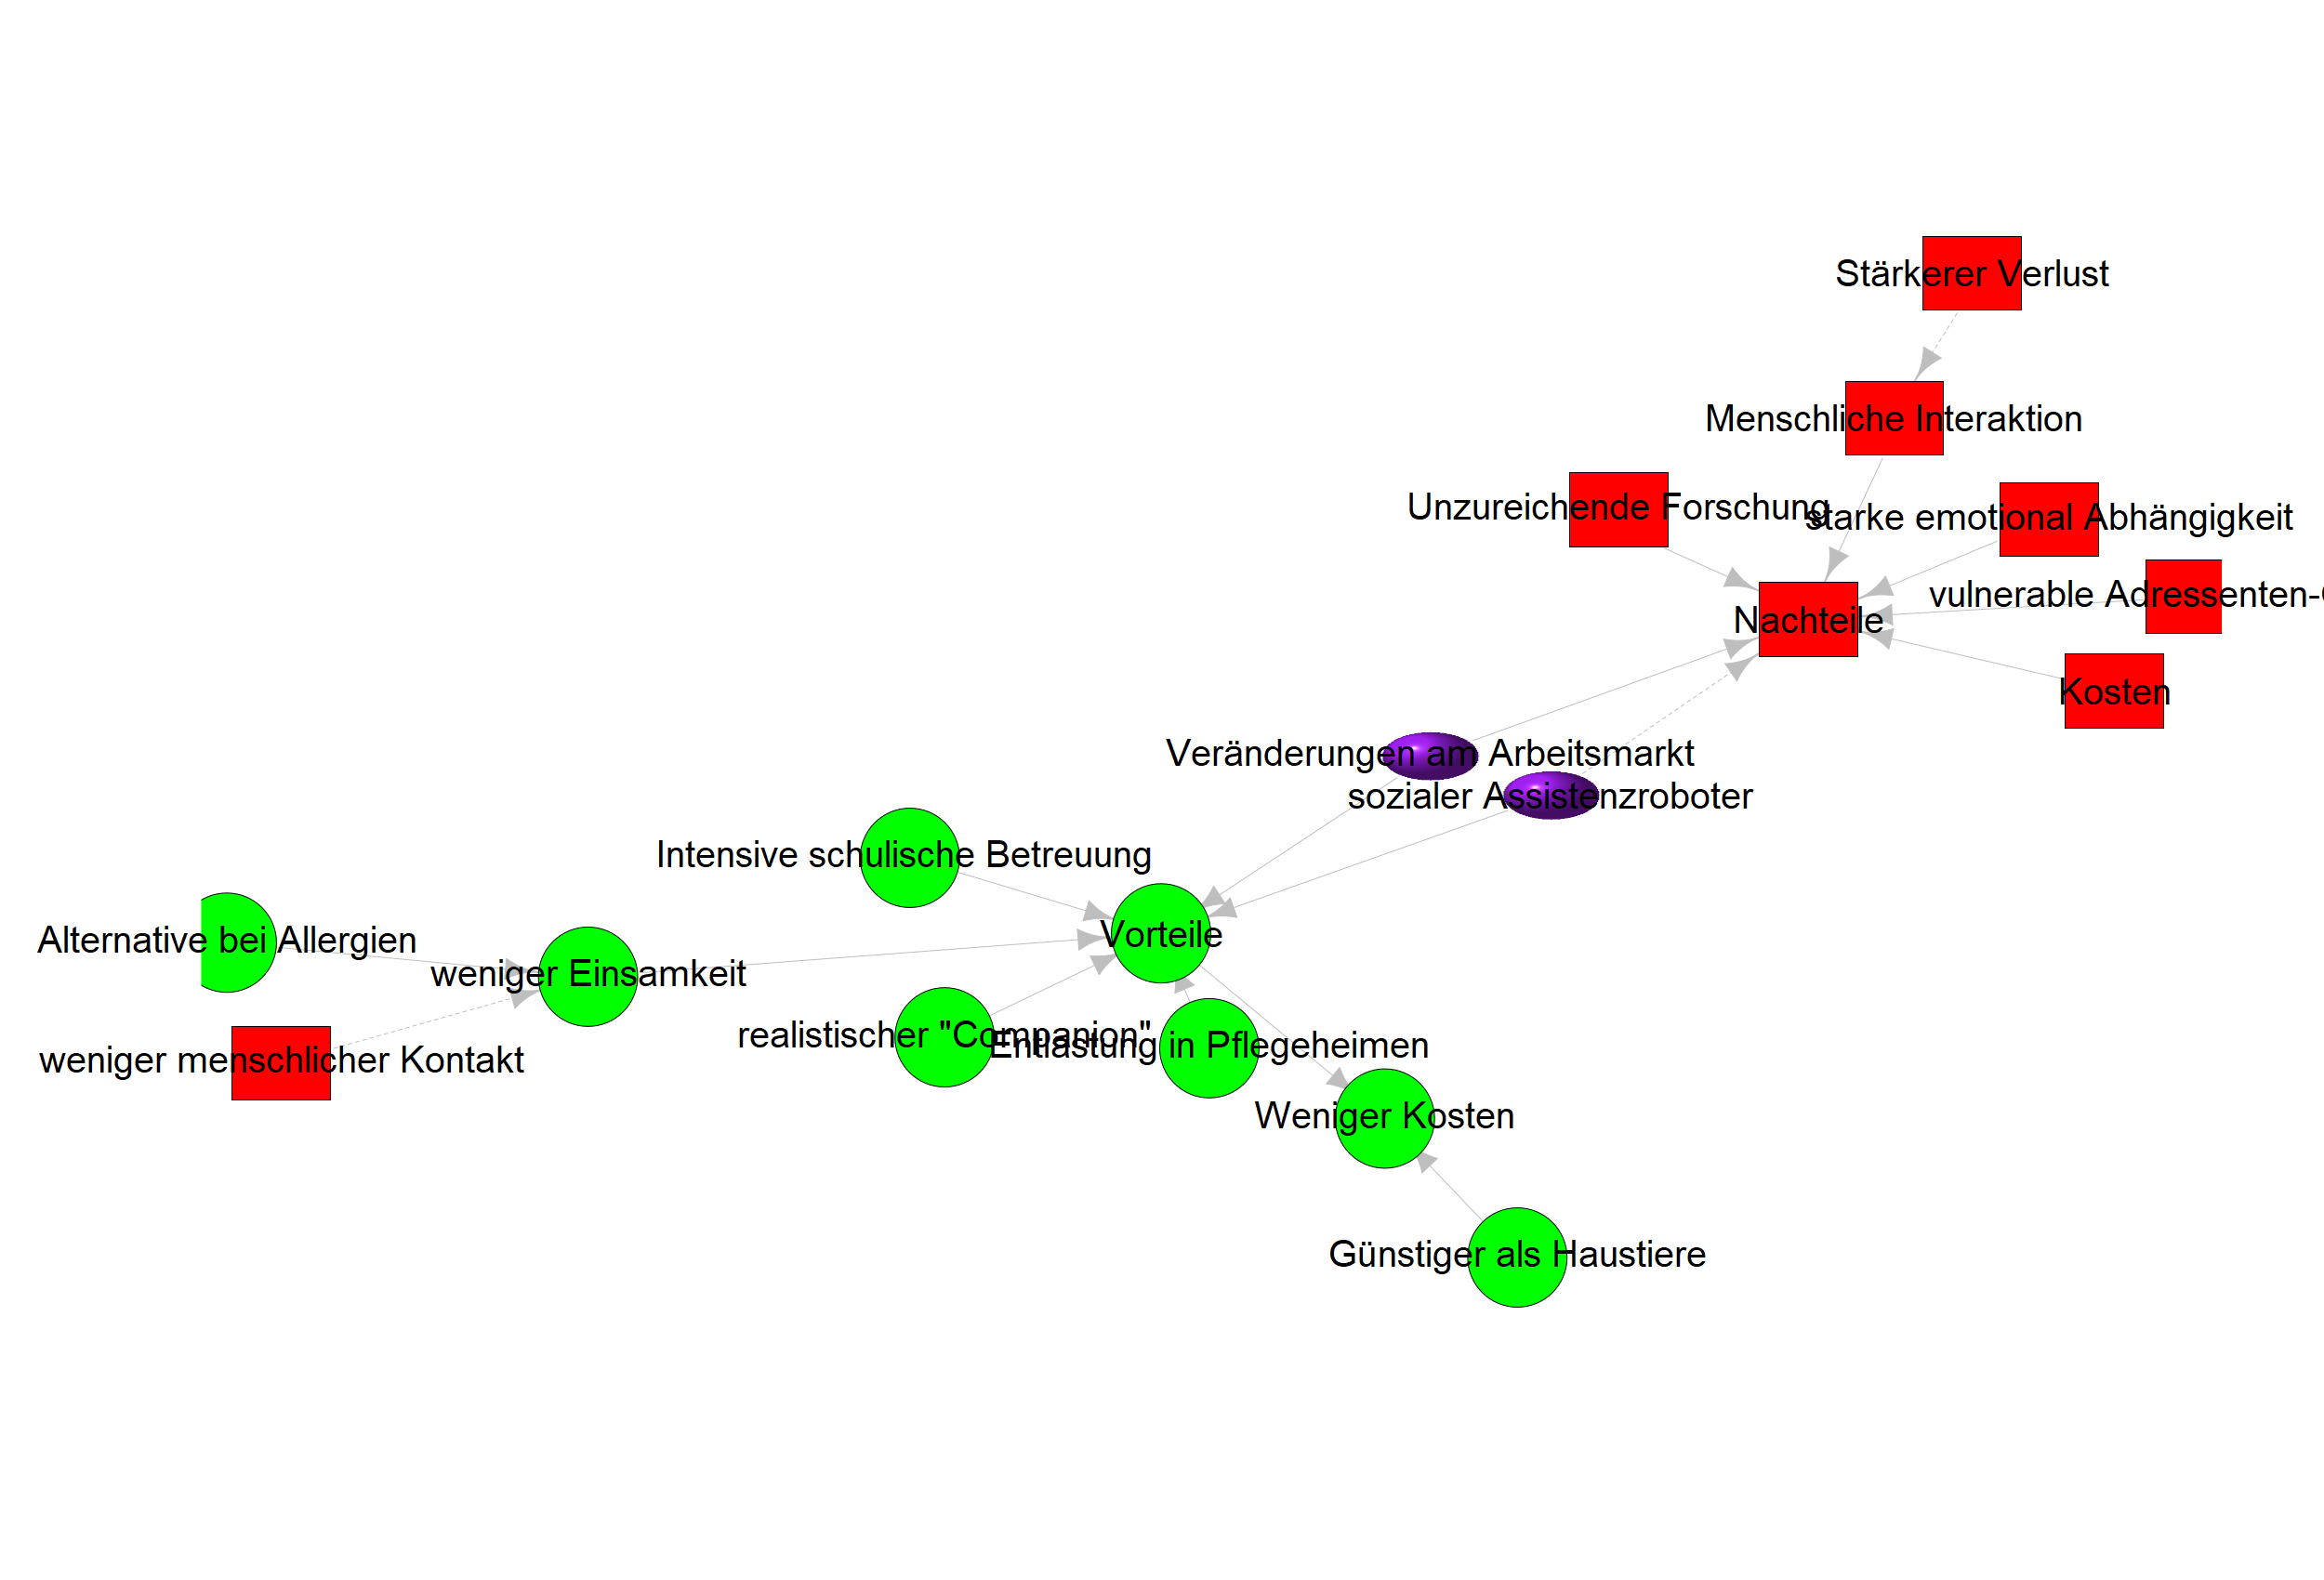 Stärkerer Verlust
Menschliche Interaktion
Unzureichende Forschung
starke emotional Abhängigkeit
vulnerable Adressenten-
Nachteile
Kosten
Veränderungen am Arbeitsmarkt
sozialer Assistenzroboter
Intensive schulische Betreuung
Vorteile
Alternative bei Allergien
weniger Einsamkeit
realistischer "Companion"
Entlastung in Pflegeheimen
weniger menschlicher Kontakt
Weniger Kosten
Günstiger als Haustiere